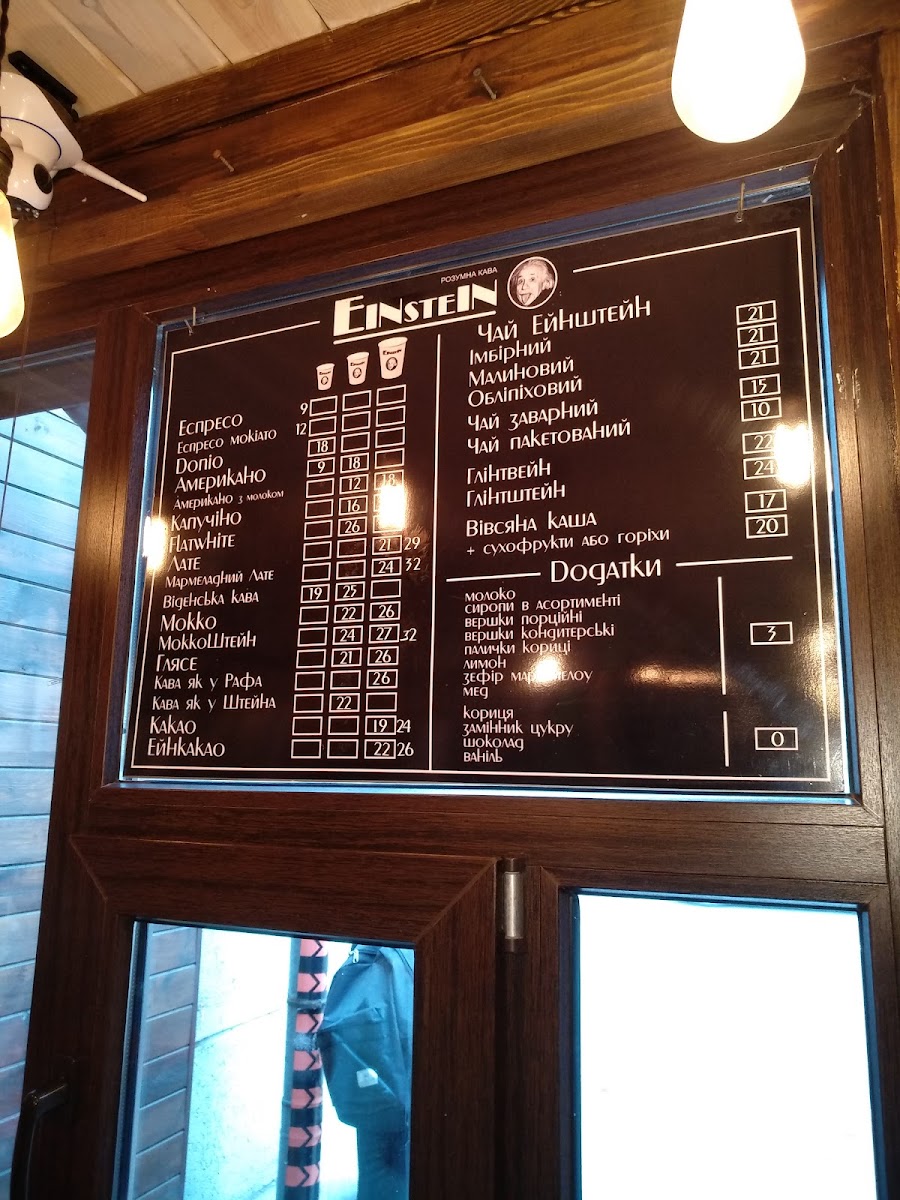 РОЗУМНА КАВА
EINSTEIN
Еспресо 9
Еспресо мокіато 12
Допіо 18
Американо 9 18
Американо з молоком 12 18
Капучіно 16
Flatwhite 26
Лате 21 29
Мармеладний Лате 24 32
Віденська кава 19 25
Мокко 22 26
МоккоШтейн 24 27 32
Глясе 21 26
Кава як у Рафа 26
Кава як у Штейна 22
Какао 19 24
Ейнкакао 22 26
Чай Ейнштейн
Імбірний 21
Малиновий 21
Обліпіховий 21
Чай заварний 15
Чай пакетований 10
Глінтвейн 22
Глінтштейн 24
Вівсяна каша 17
+ сухофрукти або горіхи 20
Додатки
молоко
сиропи в асортименті
вершки порційні
вершки кондитерські
палички кориці
лимон
зефір
мед
3
кориця
замінник цукру
шоколад
ваніль
0